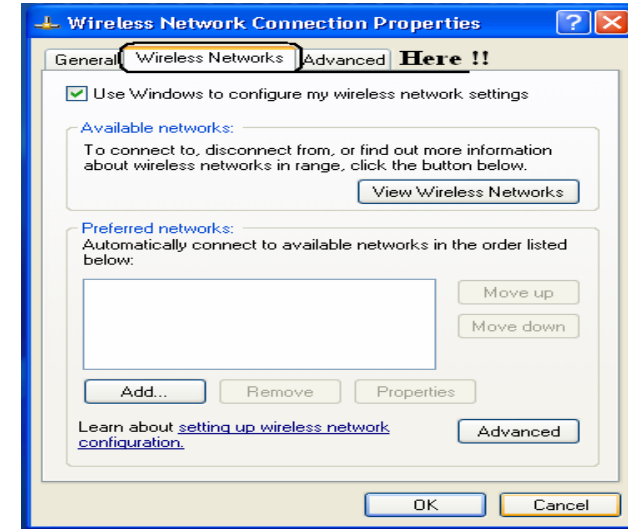 Wireless Network Connection Properties
General Wireless Networks Advanced Here !!
Use Windows to configure my wireless network settings
Available networks:
To connect to, disconnect from, or find out more information
about wireless networks in range, click the button below.
View Wireless Networks
Preferred networks:
Automatically connect to available networks in the order listed
below:
Move up
Move down
Add... Remove Properties
Learn about setting up wireless network
configuration.
Advanced
OK Cancel